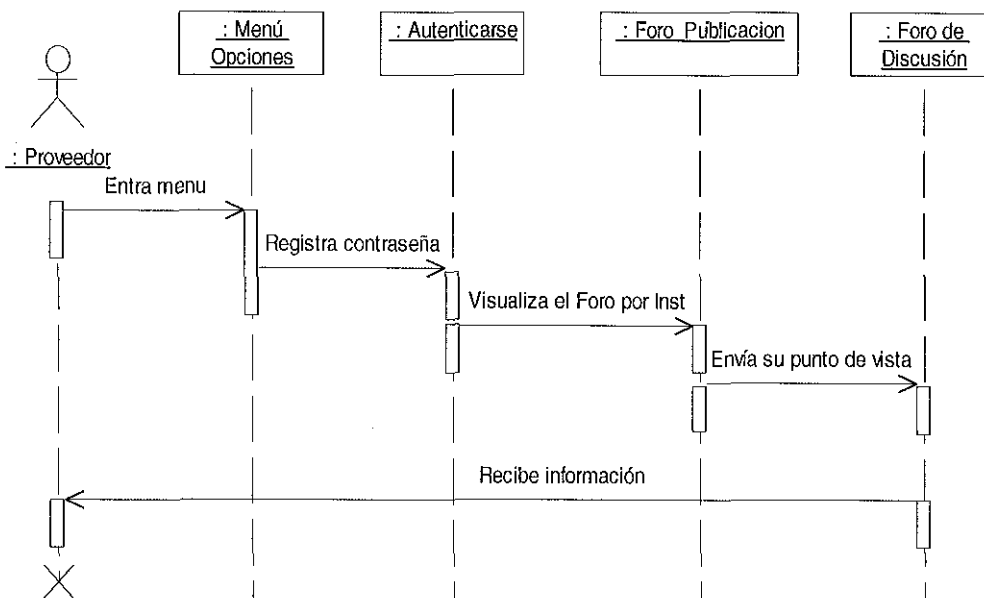 : Menú
Opciones
: Autenticarse
: Foro_Publicacion
: Foro de
Discusión
: Proveedor
Entra menu
Registra contraseña
Visualiza el Foro por Inst
Envía su punto de vista
Recibe información